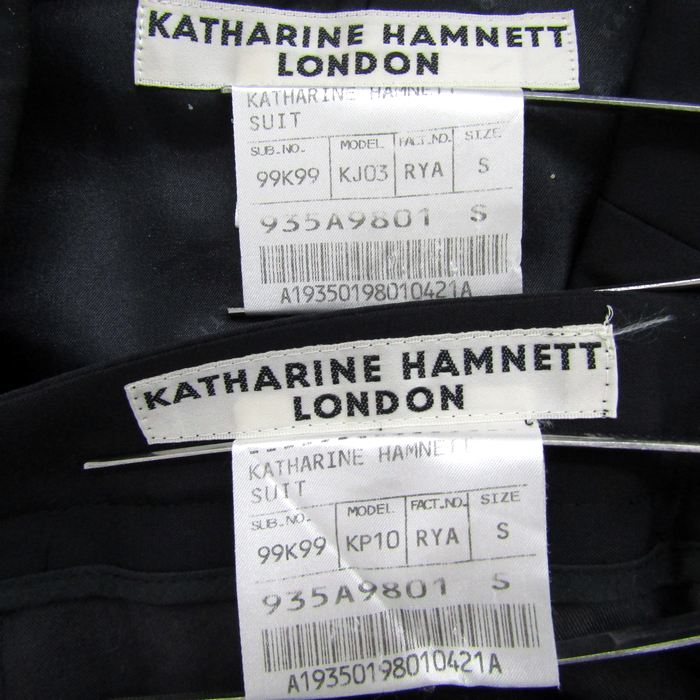 KATHARINE HAMNETT
LONDON
KATHARINE HAMNETT
SUIT
SUB.NO. MODEL FACT.NO. SIZE
99K99 KJ03 RYA S
935A9801 S
A19350198010421A
KATHARINE HAMNETT
LONDON
KATHARINE HAMNETT
SUIT
SUB.NO. MODEL FACT.NO. SIZE
99K99 KP10 RYA S
935A9801 S
A19350198010421A